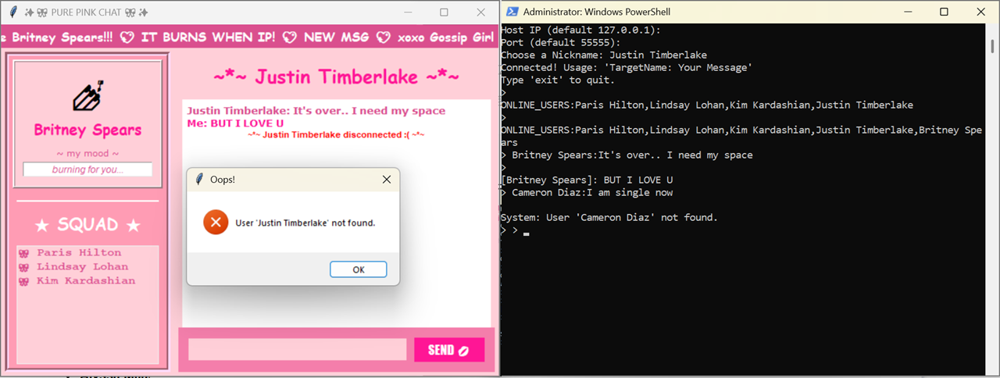 PURE PINK CHAT
e Britney Spears!!! IT BURNS WHEN IP! NEW MSG xoxo Gossip Girl
Britney Spears
~ my mood ~
burning for you...
★ SQUAD ★
Paris Hilton
Lindsay Lohan
Kim Kardashian
~*~ Justin Timberlake ~*~
Justin Timberlake: It's over.. I need my space
Me: BUT I LOVE U
~*~ Justin Timberlake disconnected :( ~*~
Oops!
User 'Justin Timberlake' not found.
OK
SEND
Administrator: Windows PowerShell
Host IP (default 127.0.0.1):
Port (default 55555):
Choose a Nickname: Justin Timberlake
Connected! Usage: 'TargetName: Your Message'
Type 'exit' to quit.
>
ONLINE_USERS:Paris Hilton,Lindsay Lohan,Kim Kardashian,Justin Timberlake
>
ONLINE_USERS:Paris Hilton,Lindsay Lohan,Kim Kardashian,Justin Timberlake,Britney Spe
ars
> Britney Spears:It's over.. I need my space
>
[Britney Spears]: BUT I LOVE U
> Cameron Diaz:I am single now
System: User 'Cameron Diaz' not found.
> >